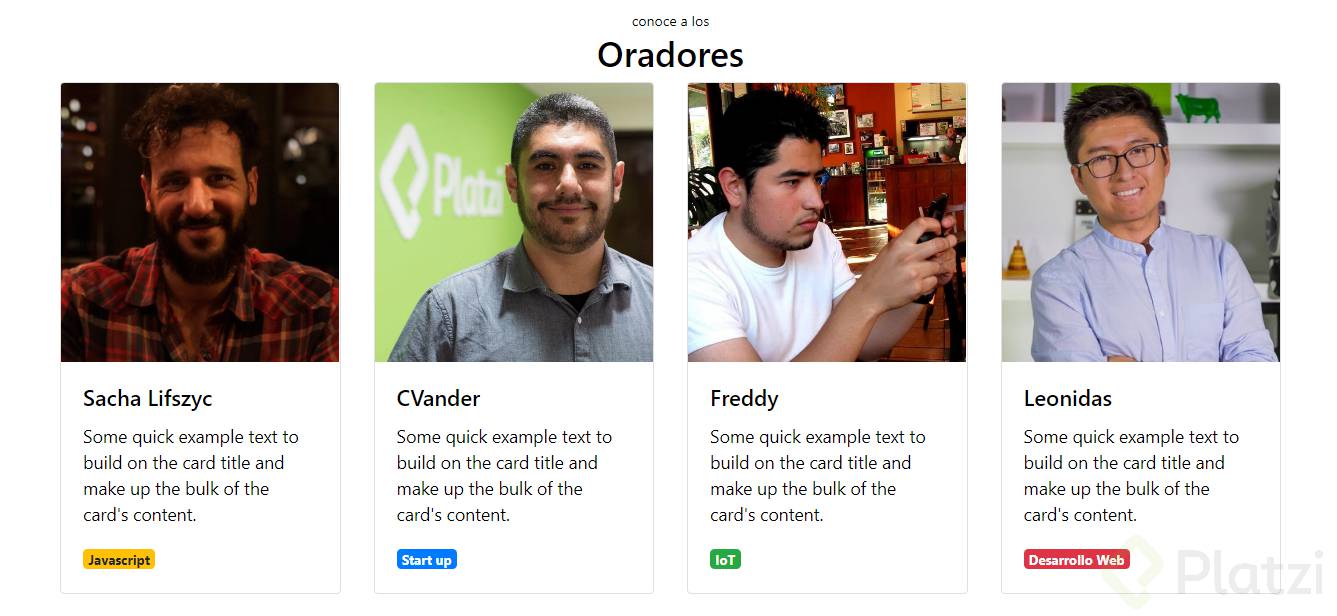 conoce a los
Oradores
Platzi
Sacha Lifszyc
Some quick example text to
build on the card title and
make up the bulk of the
card's content.
Javascript
CVander
Some quick example text to
build on the card title and
make up the bulk of the
card's content.
Start up
Freddy
Some quick example text to
build on the card title and
make up the bulk of the
card's content.
IoT
Leonidas
Some quick example text to
build on the card title and
make up the bulk of the
card's content.
Desarrollo Web
Platzi